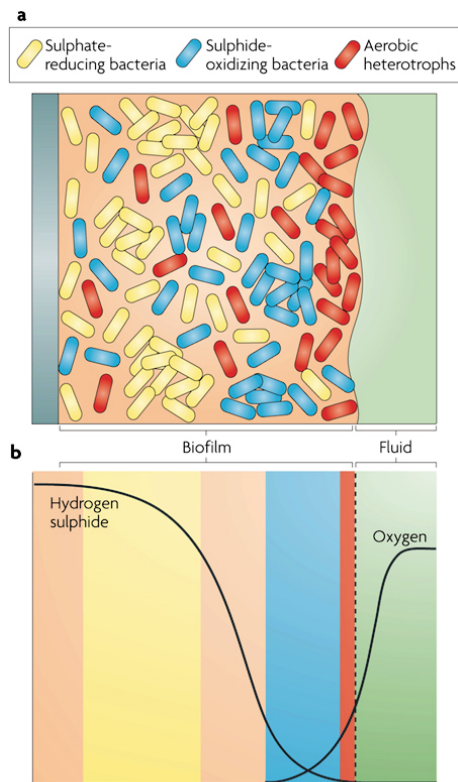 a
Sulphate-
reducing bacteria
Sulphide-
oxidizing bacteria
Aerobic
heterotrophs
Biofilm
Fluid
b
Hydrogen
sulphide
Oxygen